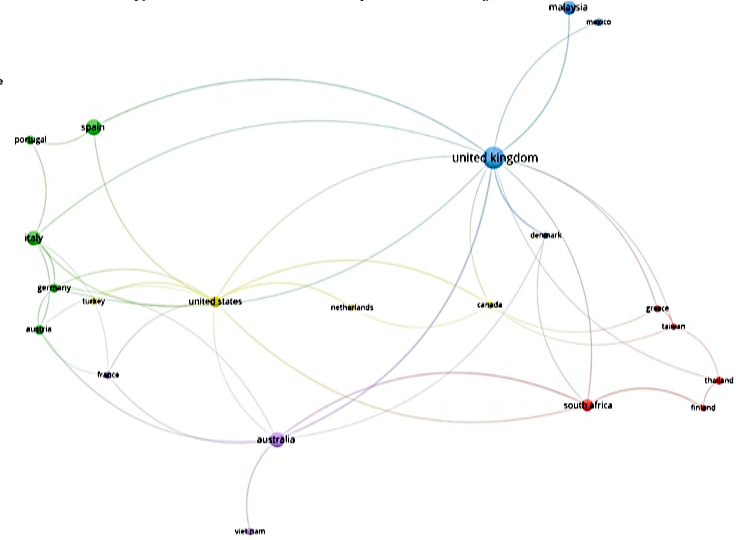 malaysia
mexico
spain
portugal
united kingdom
italy
denmark
germany
turkey
united states
netherlands
canada
greece
taiwan
austria
france
thailand
south africa
finland
australia
viet nam